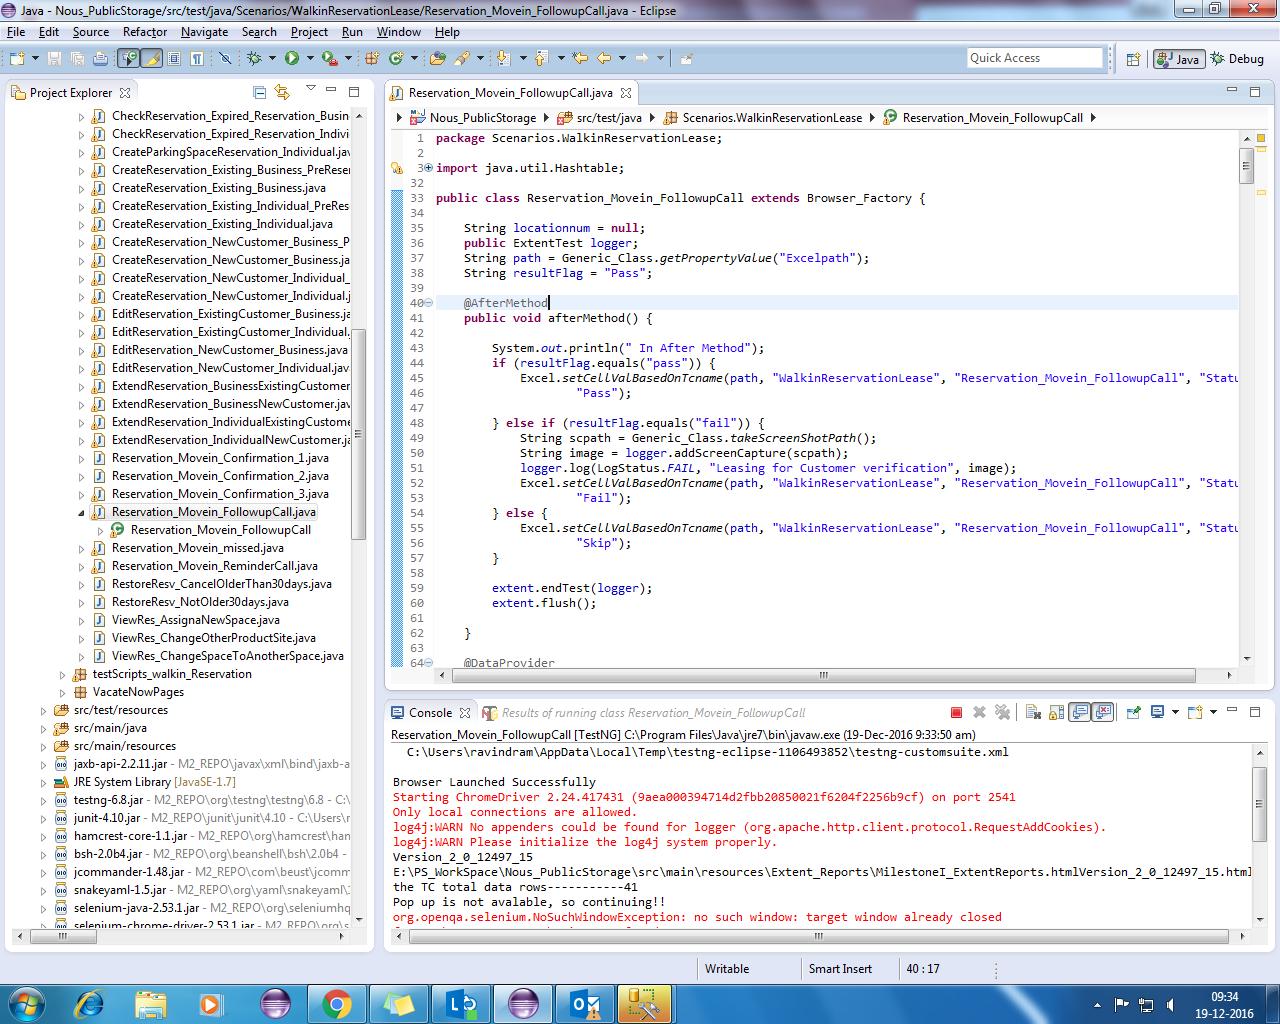 Java - Nous_PublicStorage/src/test/java/Scenarios/WalkinReservationLease/Reservation_Movein_FollowupCall.java - Eclipse
File Edit Source Refactor Navigate Search Project Run Window Help
Quick Access
Java Debug
Project Explorer
CheckReservation_Expired_Reservation_Busin
CheckReservation_Expired_Reservation_Indivi
CreateParkingSpaceReservation_Individual.jav
CreateReservation_Existing_Business_PreReser
CreateReservation_Existing_Business.java
CreateReservation_Existing_Individual_PreRes
CreateReservation_Existing_Individual.java
CreateReservation_NewCustomer_Business_P
CreateReservation_NewCustomer_Business.ja
CreateReservation_NewCustomer_Individual_
CreateReservation_NewCustomer_Individual.j
EditReservation_ExistingCustomer_Business.ja
EditReservation_ExistingCustomer_Individual.
EditReservation_NewCustomer_Business.java
EditReservation_NewCustomer_Individual.java
ExtendReservation_BusinessExistingCustomer
ExtendReservation_BusinessNewCustomer.jav
ExtendReservation_IndividualExistingCustome
ExtendReservation_IndividualNewCustomer.ja
Reservation_Movein_Confirmation_1.java
Reservation_Movein_Confirmation_2.java
Reservation_Movein_Confirmation_3.java
Reservation_Movein_FollowupCall.java
Reservation_Movein_FollowupCall
Reservation_Movein_missed.java
Reservation_Movein_ReminderCall.java
RestoreResv_CancelOlderThan30days.java
RestoreResv_NotOlder30days.java
ViewRes_AssignaNewSpace.java
ViewRes_ChangeOtherProductSite.java
ViewRes_ChangeSpaceToAnotherSpace.java
testScripts_walkin_Reservation
VacateNowPages
src/test/resources
src/main/java
src/main/resources
jaxb-api-2.2.11.jar - M2_REPO\javax\xml\bind\jaxb-a
JRE System Library [JavaSE-1.7]
testng-6.8.jar - M2_REPO\org\testng\testng\6.8 - C:\
junit-4.10.jar - M2_REPO\junit\junit\4.10 - C:\Users\r
hamcrest-core-1.1.jar - M2_REPO\org\hamcrest\han
bsh-2.0b4.jar - M2_REPO\org\beanshell\bsh\2.0b4 -
jcommander-1.48.jar - M2_REPO\com\beust\jcomm
snakeyaml-1.5.jar - M2_REPO\org\yaml\snakeyaml\
selenium-java-2.53.1.jar - M2_REPO\org\seleniumhq
selenium-chrome-driver-2.53.1.jar - M2_REPO\org\s
Reservation_Movein_FollowupCall.java
Nous_PublicStorage src/test/java Scenarios.WalkinReservationLease Reservation_Movein_FollowupCall
1 package Scenarios.WalkinReservationLease;
2
3 import java.util.Hashtable;
32
33 public class Reservation_Movein_FollowupCall extends Browser_Factory {
34
35 String locationnum = null;
36 public ExtentTest logger;
37 String path = Generic_Class.getPropertyValue("Excelpath");
38 String resultFlag = "Pass";
39
40 @AfterMethod
41 public void afterMethod() {
42
43 System.out.println(" In After Method");
44 if (resultFlag.equals("pass")) {
45 Excel.setCellValBasedOnTcname(path, "WalkinReservationLease", "Reservation_Movein_FollowupCall", "Statu
46 "Pass");
47
48 } else if (resultFlag.equals("fail")) {
49 String scpath = Generic_Class.takeScreenShotPath();
50 String image = logger.addScreenCapture(scpath);
51 logger.log(LogStatus.FAIL, "Leasing for Customer verification", image);
52 Excel.setCellValBasedOnTcname(path, "WalkinReservationLease", "Reservation_Movein_FollowupCall", "Statu
53 "Fail");
54 } else {
55 Excel.setCellValBasedOnTcname(path, "WalkinReservationLease", "Reservation_Movein_FollowupCall", "Statu
56 "Skip");
57 }
58
59 extent.endTest(logger);
60 extent.flush();
61
62 }
63
64 @DataProvider
Console Results of running class Reservation_Movein_FollowupCall
Reservation_Movein_FollowupCall [TestNG] C:\Program Files\Java\jre7\bin\javaw.exe (19-Dec-2016 9:33:50 am)
C:\Users\ravindram\AppData\Local\Temp\testng-eclipse-1106493852\testng-customsuite.xml
Browser Launched Successfully
Starting ChromeDriver 2.24.417431 (9aea000394714d2fbb20850021f6204f2256b9cf) on port 2541
Only local connections are allowed.
log4j:WARN No appenders could be found for logger (org.apache.http.client.protocol.RequestAddCookies).
log4j:WARN Please initialize the log4j system properly.
Version_2_0_12497_15
E:\PS_WorkSpace\Nous_PublicStorage\src\main\resources\Extent_Reports\MilestoneI_ExtentReports.htmlVersion_2_0_12497_15.html
the TC total data rows-----------41
Pop up is not avalable, so continuing!!
org.openqa.selenium.NoSuchWindowException: no such window: target window already closed
Writable Smart Insert 40 : 17
09:34
19-12-2016